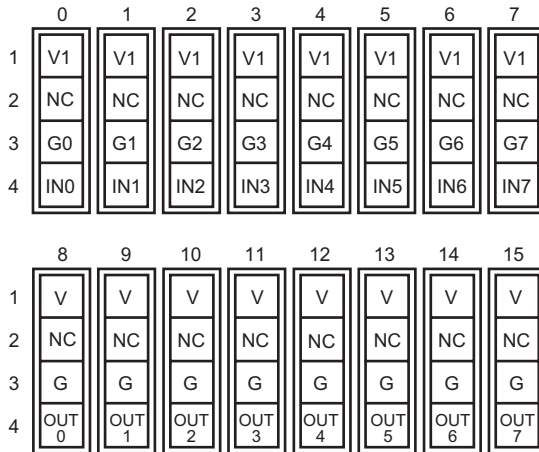 0 1 2 3 4 5 6 7
1 V1 V1 V1 V1 V1 V1 V1 V1
2 NC NC NC NC NC NC NC NC
3 G0 G1 G2 G3 G4 G5 G6 G7
4 IN0 IN1 IN2 IN3 IN4 IN5 IN6 IN7
8 9 10 11 12 13 14 15
1 V V V V V V V V
2 NC NC NC NC NC NC NC NC
3 G G G G G G G G
4 OUT OUT OUT OUT OUT OUT OUT OUT
0 1 2 3 4 5 6 7